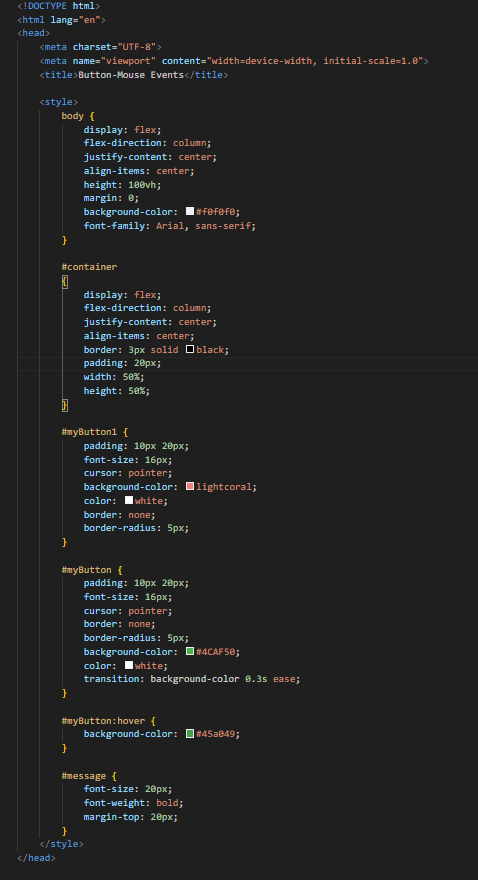 <!DOCTYPE html>
<html lang="en">
<head>
    <meta charset="UTF-8">
    <meta name="viewport" content="width=device-width, initial-scale=1.0">
    <title>Button-Mouse Events</title>

    <style>
        body {
            display: flex;
            flex-direction: column;
            justify-content: center;
            align-items: center;
            height: 100vh;
            margin: 0;
            background-color: #f0f0f0;
            font-family: Arial, sans-serif;
        }

        #container
        {
            display: flex;
            flex-direction: column;
            justify-content: center;
            align-items: center;
            border: 3px solid black;
            padding: 20px;
            width: 50%;
            height: 50%;
        }

        #myButton1 {
            padding: 10px 20px;
            font-size: 16px;
            cursor: pointer;
            background-color: lightcoral;
            color: white;
            border: none;
            border-radius: 5px;
        }

        #myButton {
            padding: 10px 20px;
            font-size: 16px;
            cursor: pointer;
            border: none;
            border-radius: 5px;
            background-color: #4CAF50;
            color: white;
            transition: background-color 0.3s ease;
        }

        #myButton:hover {
            background-color: #45a049;
        }

        #message {
            font-size: 20px;
            font-weight: bold;
            margin-top: 20px;
        }
    </style>
</head>